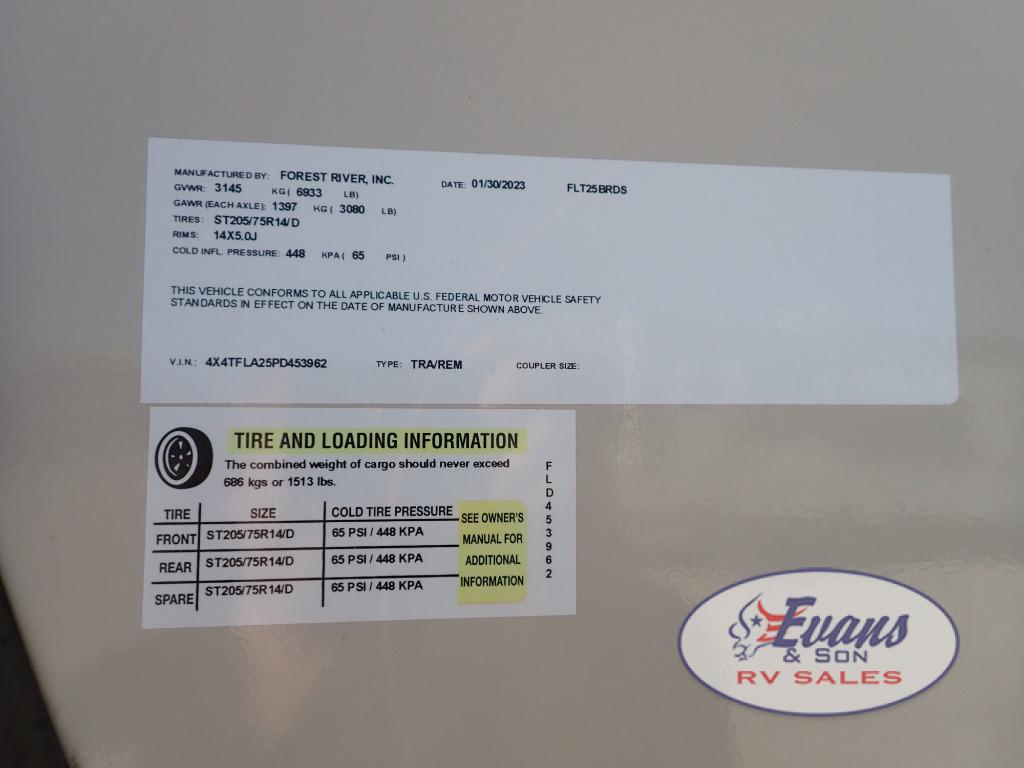 MANUFACTURED BY: FOREST RIVER, INC. DATE: 01/30/2023 FLT25BRDS
GVWR: 3145 KG ( 6933 LB)
GAWR (EACH AXLE): 1397 KG ( 3080 LB)
TIRES: ST205/75R14/D
RIMS: 14X5.0J
COLD INFL. PRESSURE: 448 KPA ( 65 PSI )
THIS VEHICLE CONFORMS TO ALL APPLICABLE U.S. FEDERAL MOTOR VEHICLE SAFETY
STANDARDS IN EFFECT ON THE DATE OF MANUFACTURE SHOWN ABOVE.
V.I.N.: 4X4TFLA25PD453962 TYPE: TRA/REM COUPLER SIZE:
TIRE AND LOADING INFORMATION
The combined weight of cargo should never exceed
686 kgs or 1513 lbs.
TIRE SIZE COLD TIRE PRESSURE
FRONT ST205/75R14/D 65 PSI / 448 KPA
REAR ST205/75R14/D 65 PSI / 448 KPA
SPARE ST205/75R14/D 65 PSI / 448 KPA
SEE OWNER'S
MANUAL FOR
ADDITIONAL
INFORMATION
FLD453962
Evans
& SON
RV SALES